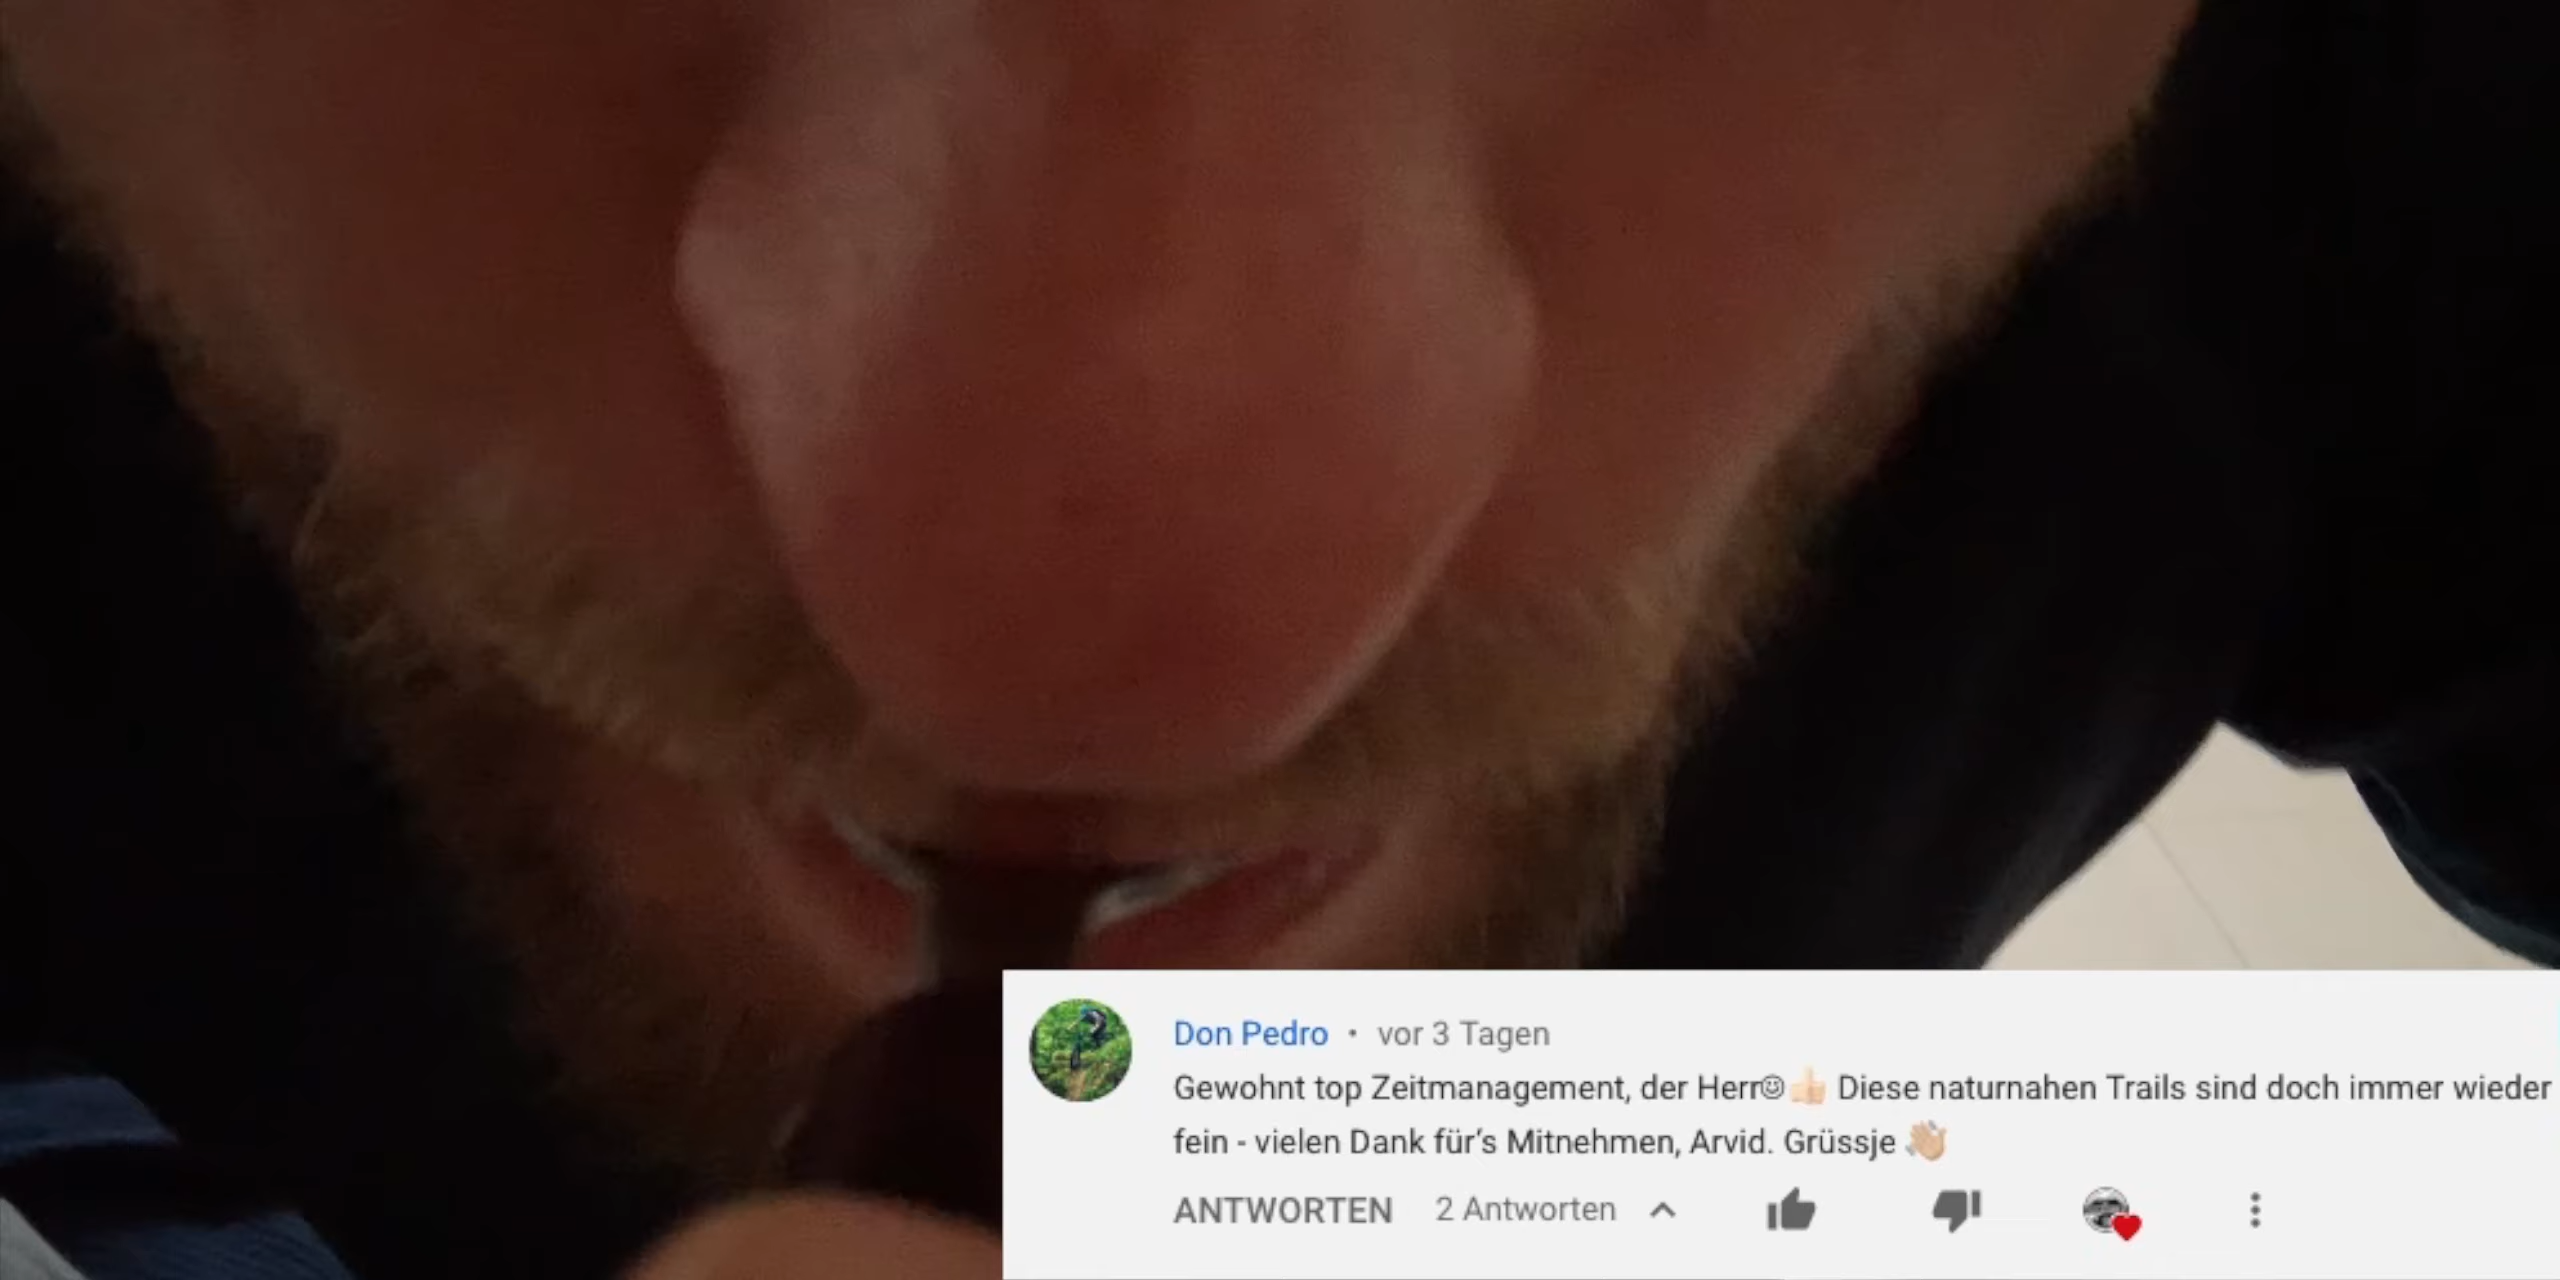 Don Pedro • vor 3 Tagen
Gewohnt top Zeitmanagement, der Herr☺👍🏻 Diese naturnahen Trails sind doch immer wieder
fein - vielen Dank für's Mitnehmen, Arvid. Grüssje 👋🏼
ANTWORTEN 2 Antworten